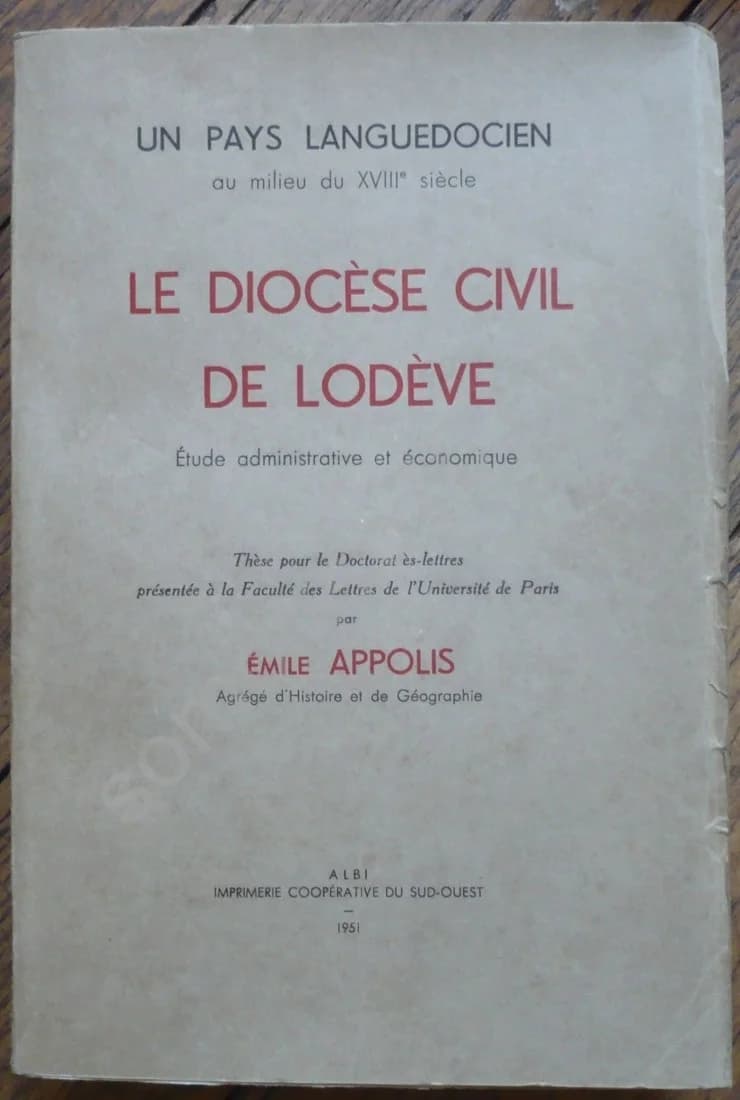 UN PAYS LANGUEDOCIEN
au milieu du XVIIIe siècle
LE DIOCÈSE CIVIL
DE LODÈVE
Étude administrative et économique
Thèse pour le Doctorat ès-lettres
présentée à la Faculté des Lettres de l'Université de Paris
par
ÉMILE APPOLIS
Agrégé d'Histoire et de Géographie
ALBI
IMPRIMERIE COOPÉRATIVE DU SUD-OUEST
—
1951